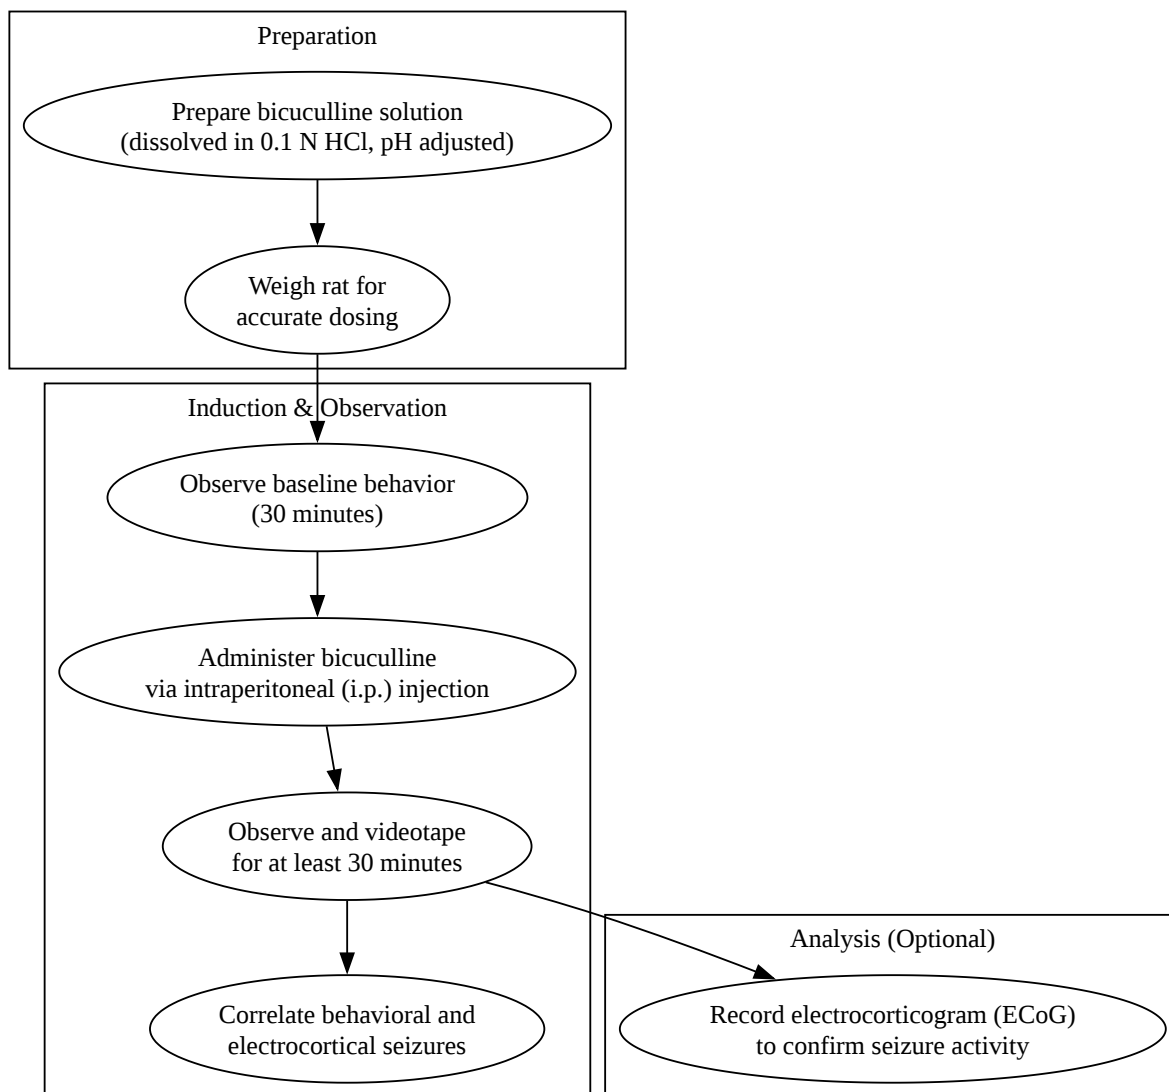 Preparation
Prepare bicuculline solution
(dissolved in 0.1 N HCl, pH adjusted)
Weigh rat for
accurate dosing
Induction & Observation
Observe baseline behavior
(30 minutes)
Administer bicuculline
via intraperitoneal (i.p.) injection
Observe and videotape
for at least 30 minutes
Correlate behavioral and
electrocortical seizures
Analysis (Optional)
Record electrocorticogram (ECoG)
to confirm seizure activity